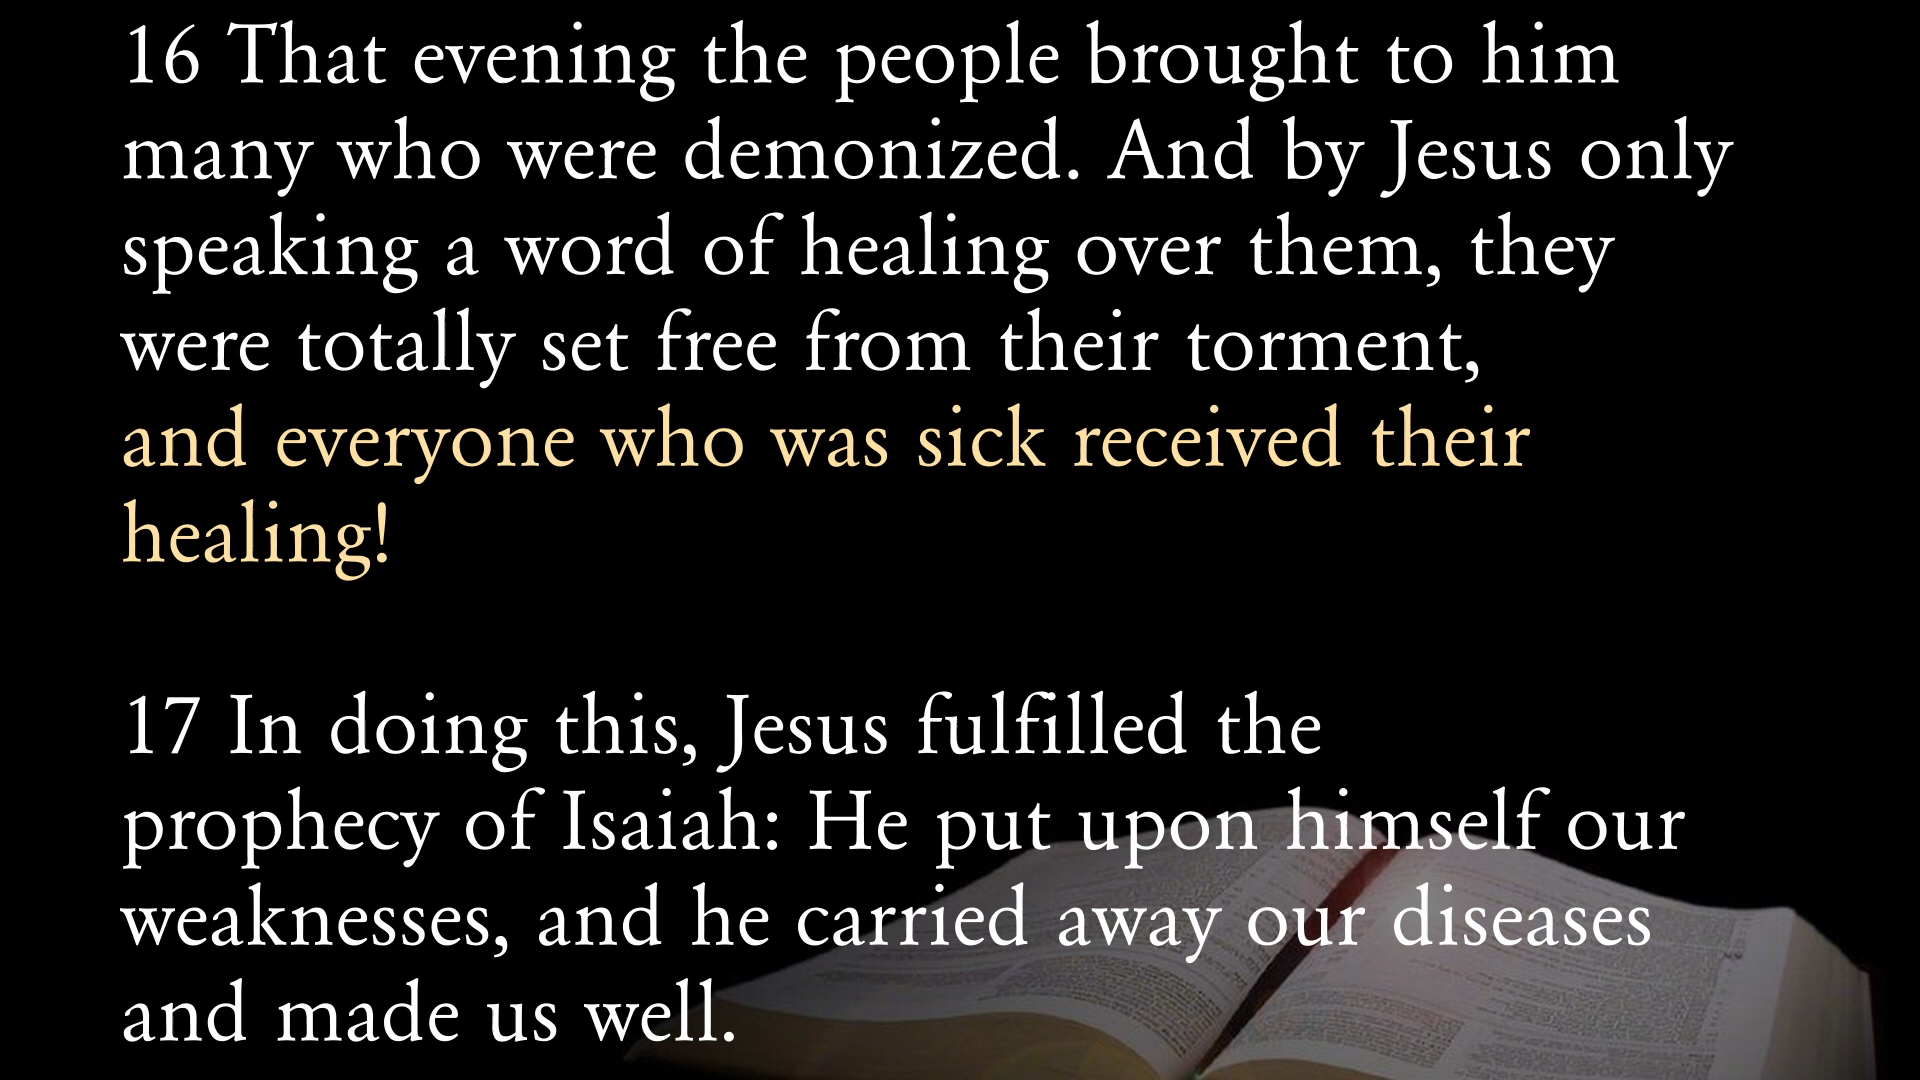 16 That evening the people brought to him
many who were demonized. And by Jesus only
speaking a word of healing over them, they
were totally set free from their torment,
and everyone who was sick received their
healing!
17 In doing this, Jesus fulfilled the
prophecy of Isaiah: He put upon himself our
weaknesses, and he carried away our diseases
and made us well.